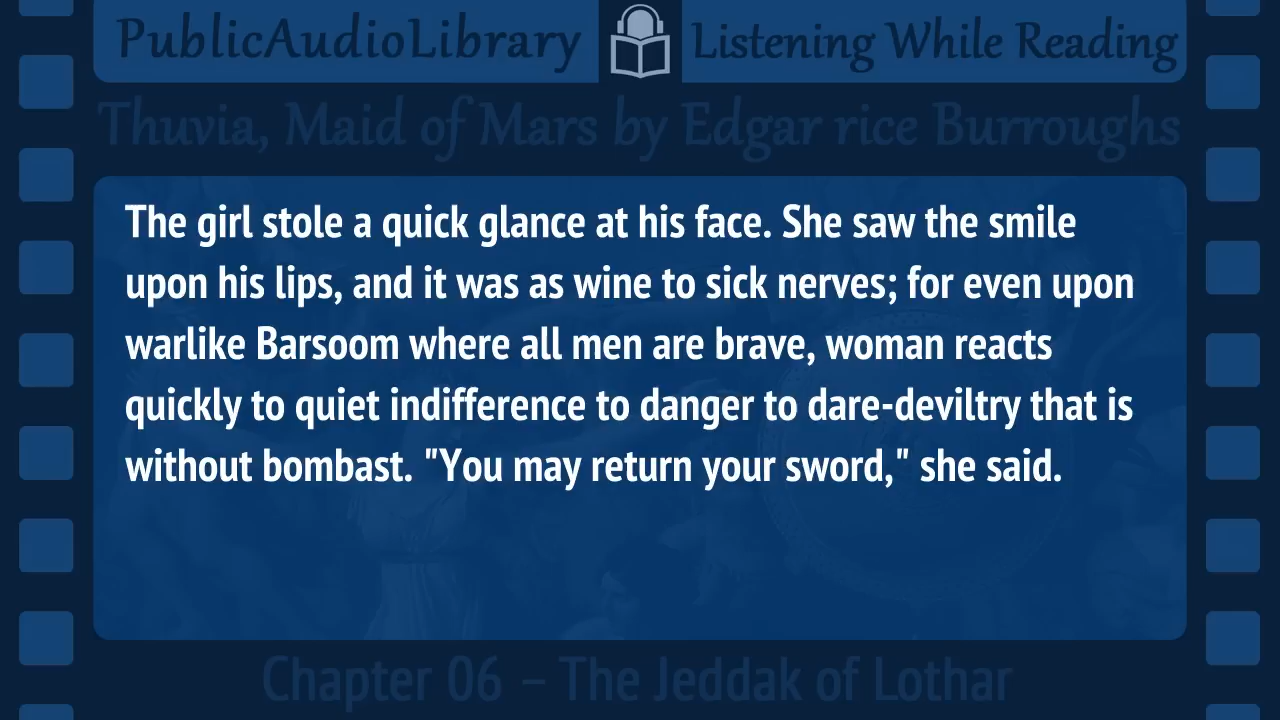 PublicAudioLibrary
Listening While Reading
Thuvia, Maid of Mars by Edgar rice Burroughs
The girl stole a quick glance at his face. She saw the smile
upon his lips, and it was as wine to sick nerves; for even upon
warlike Barsoom where all men are brave, woman reacts
quickly to quiet indifference to danger to dare-deviltry that is
without bombast. "You may return your sword," she said.
Chapter 06 – The Jeddak of Lothar